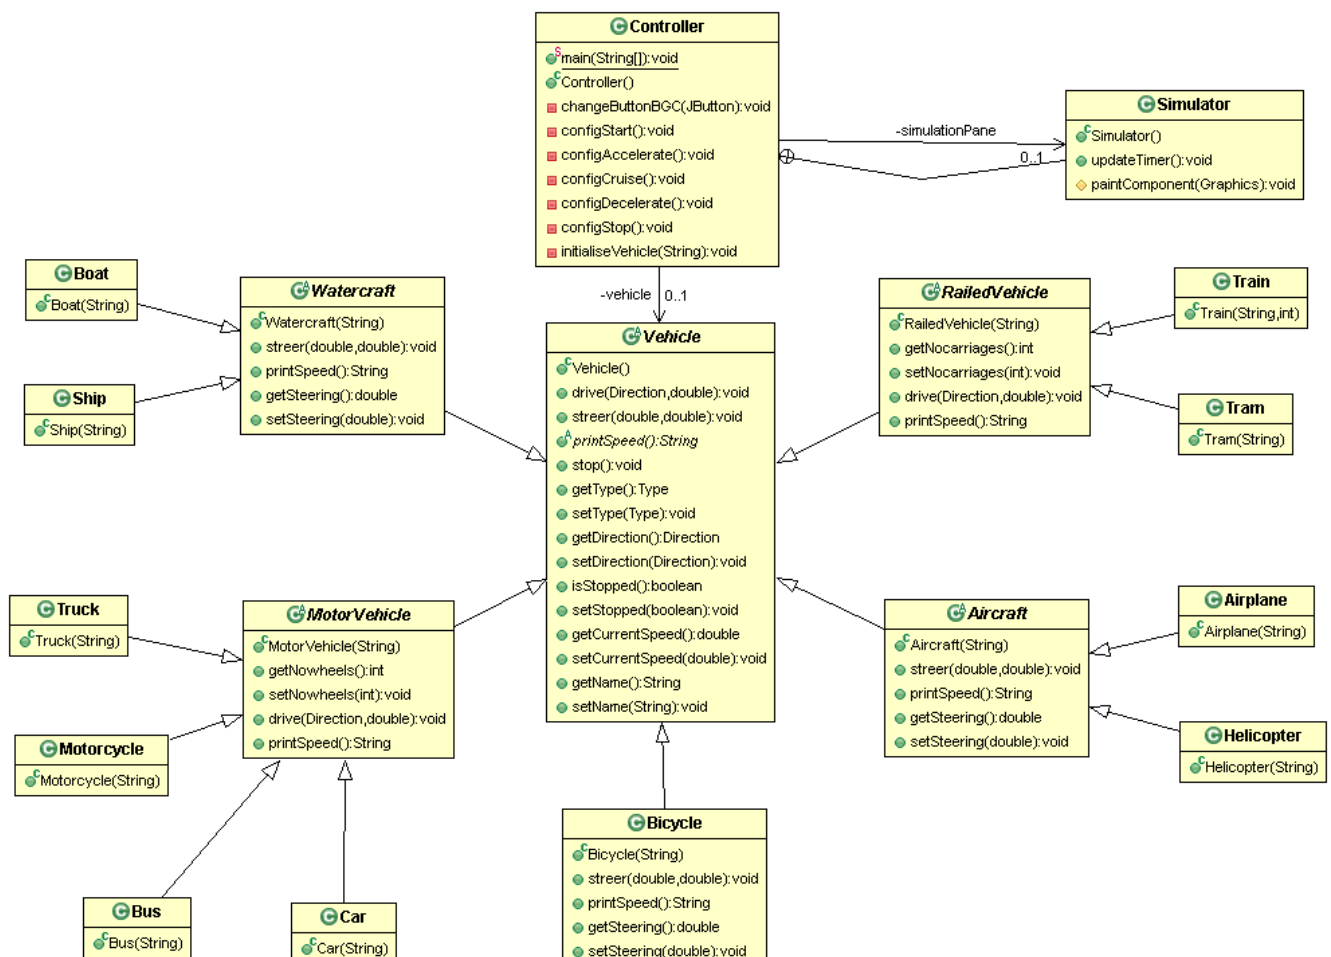 Controller
main(String[]):void
Controller()
changeButtonBGC(JButton):void
configStart():void
configAccelerate():void
configCruise():void
configDecelerate():void
configStop():void
initialiseVehicle(String):void
-simulationPane
0..1
Simulator
Simulator()
updateTimer():void
paintComponent(Graphics):void
-vehicle 0..1
Boat
Boat(String)
Ship
Ship(String)
Watercraft
Watercraft(String)
streer(double,double):void
printSpeed():String
getSteering():double
setSteering(double):void
Vehicle
Vehicle()
drive(Direction,double):void
streer(double,double):void
printSpeed():String
stop():void
getType():Type
setType(Type):void
getDirection():Direction
setDirection(Direction):void
isStopped():boolean
setStopped(boolean):void
getCurrentSpeed():double
setCurrentSpeed(double):void
getName():String
setName(String):void
RailedVehicle
RailedVehicle(String)
getNocarriages():int
setNocarriages(int):void
drive(Direction,double):void
printSpeed():String
Train
Train(String,int)
Tram
Tram(String)
Truck
Truck(String)
Motorcycle
Motorcycle(String)
MotorVehicle
MotorVehicle(String)
getNowheels():int
setNowheels(int):void
drive(Direction,double):void
printSpeed():String
Aircraft
Aircraft(String)
streer(double,double):void
printSpeed():String
getSteering():double
setSteering(double):void
Airplane
Airplane(String)
Helicopter
Helicopter(String)
Bus
Bus(String)
Car
Car(String)
Bicycle
Bicycle(String)
streer(double,double):void
printSpeed():String
getSteering():double
setSteering(double):void